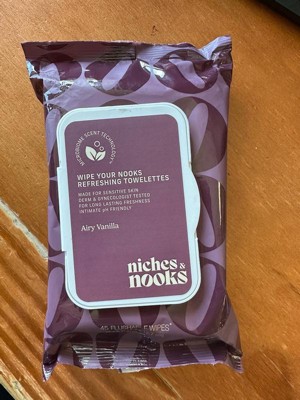 MICROBIOME SCENT TECHNOLOGY
WIPE YOUR NOOKS
REFRESHING TOWELETTES
MADE FOR SENSITIVE SKIN
DERM & GYNECOLOGIST TESTED
FOR LONG LASTING FRESHNESS
INTIMATE pH FRIENDLY
Airy Vanilla
niches &
nooks
WIPES